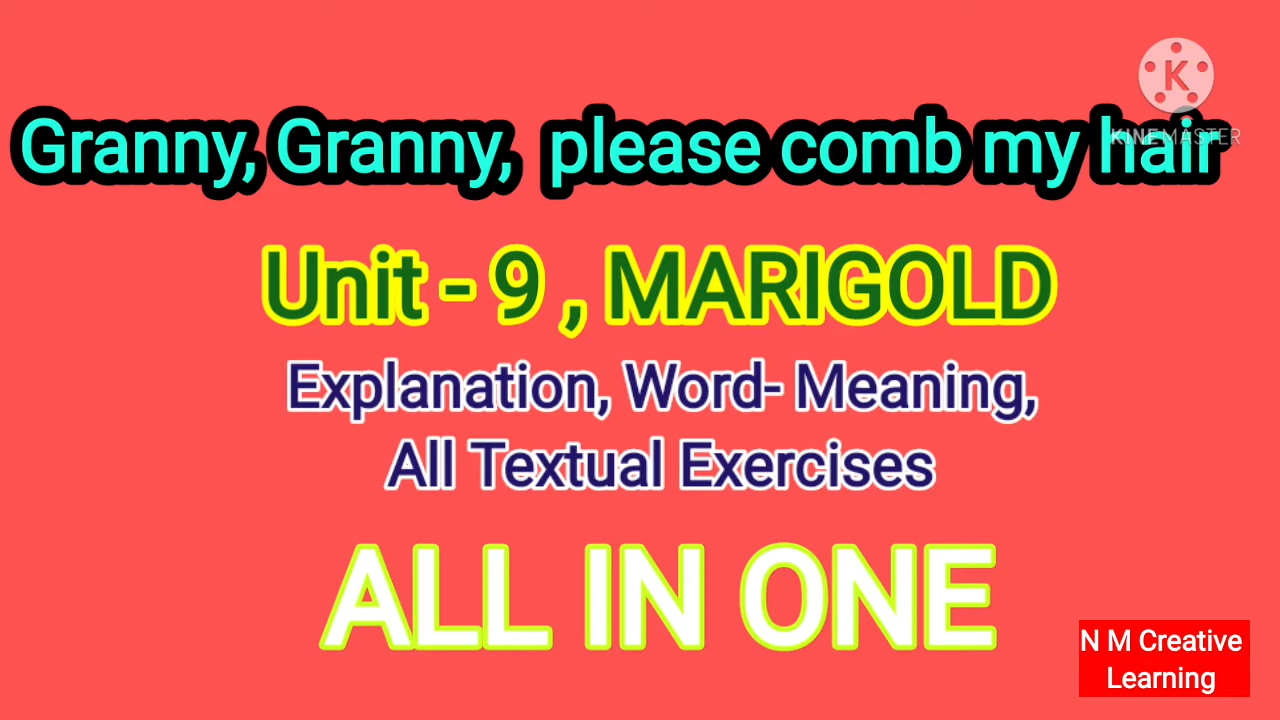 K
KINEMASTER
Granny, Granny, please comb my hair
Unit - 9 , MARIGOLD
Explanation, Word- Meaning,
All Textual Exercises
ALL IN ONE
N M Creative
Learning